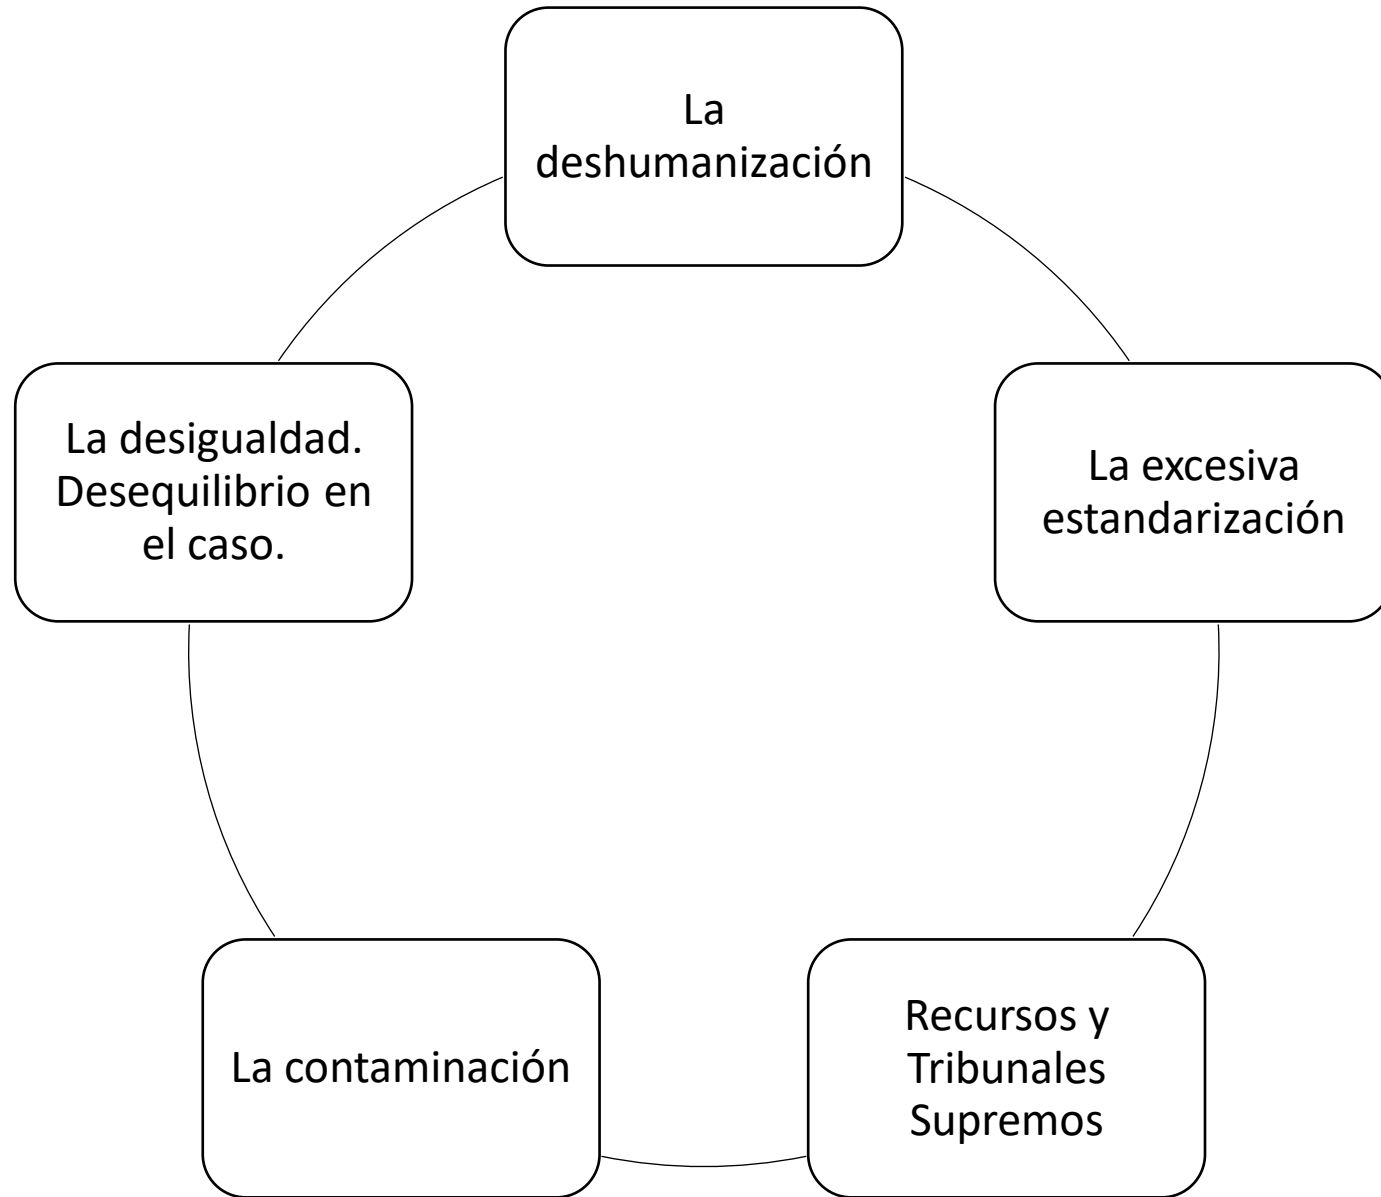 La
deshumanización
La excesiva
estandarización
Recursos y
Tribunales
Supremos
La contaminación
La desigualdad.
Desequilibrio en
el caso.